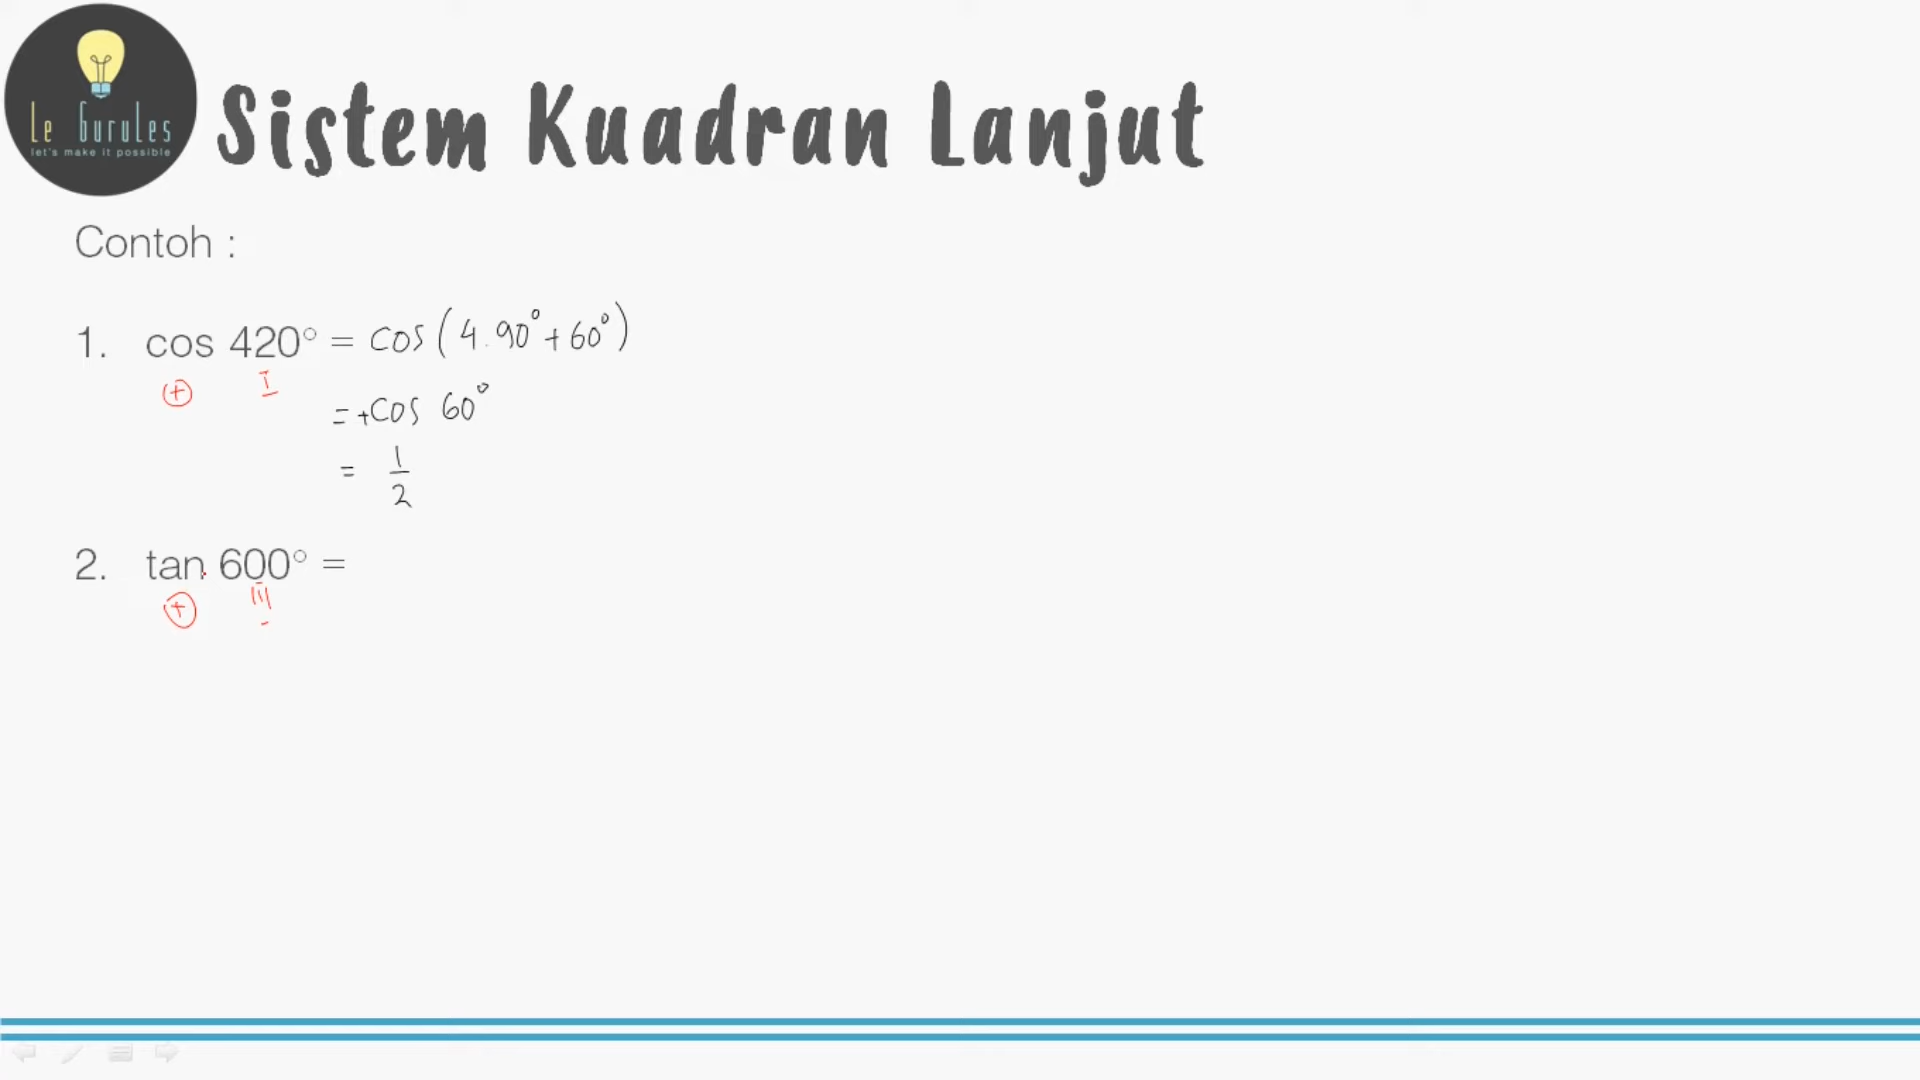 Le Gurules
let's make it possible
Sistem Kuadran Lanjut
Contoh :
1. cos 420° = cos (4.90° + 60°)
(+) I
= +cos 60°
= 1/2
2. tan 600° =
(+) III